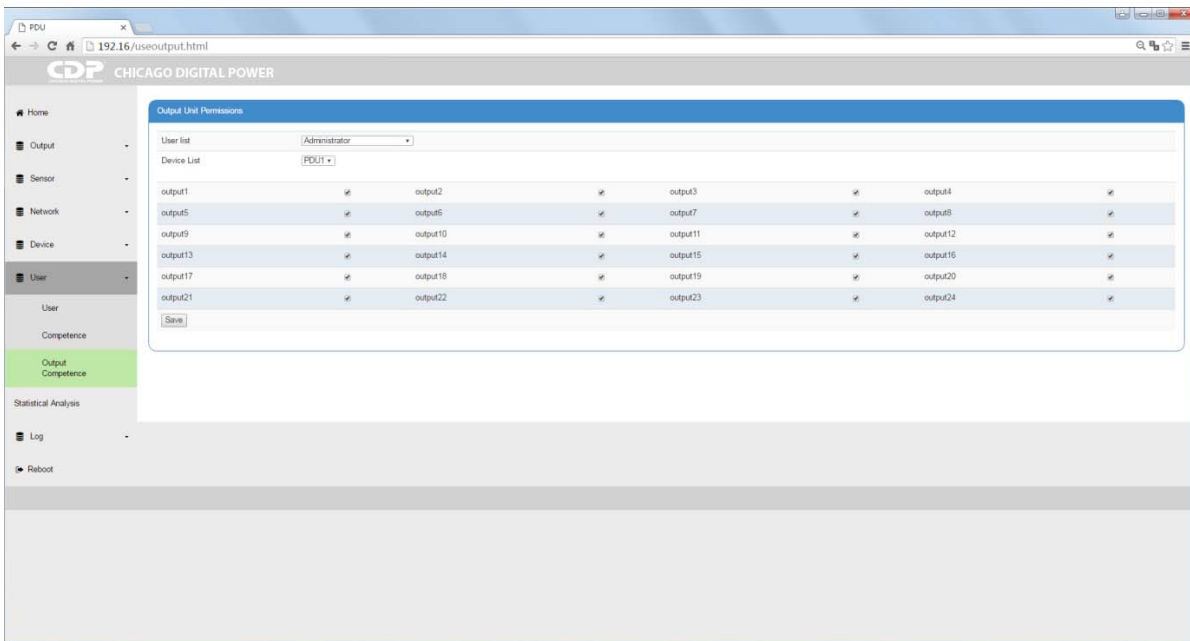 PDU
192.16/useoutput.html
CDP CHICAGO DIGITAL POWER
Home
Output
Sensor
Network
Device
User
User
Competence
Output
Competence
Statistical Analysis
Log
Reboot
Output Unit Permissions
User list Administrator
Device List PDU1
output1 output2 output3 output4
output5 output6 output7 output8
output9 output10 output11 output12
output13 output14 output15 output16
output17 output18 output19 output20
output21 output22 output23 output24
Save